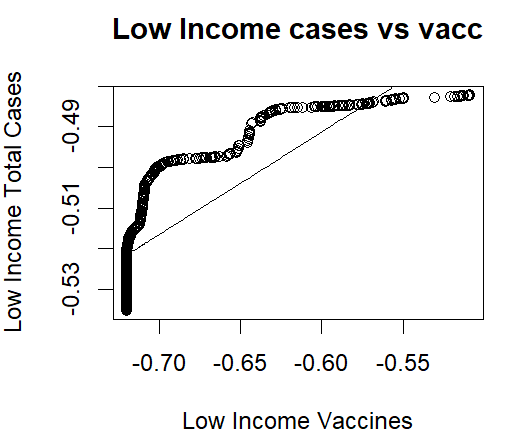 Low Income cases vs vacc
Low Income Total Cases
-0.49
-0.51
-0.53
-0.70
-0.65
-0.60
-0.55
Low Income Vaccines